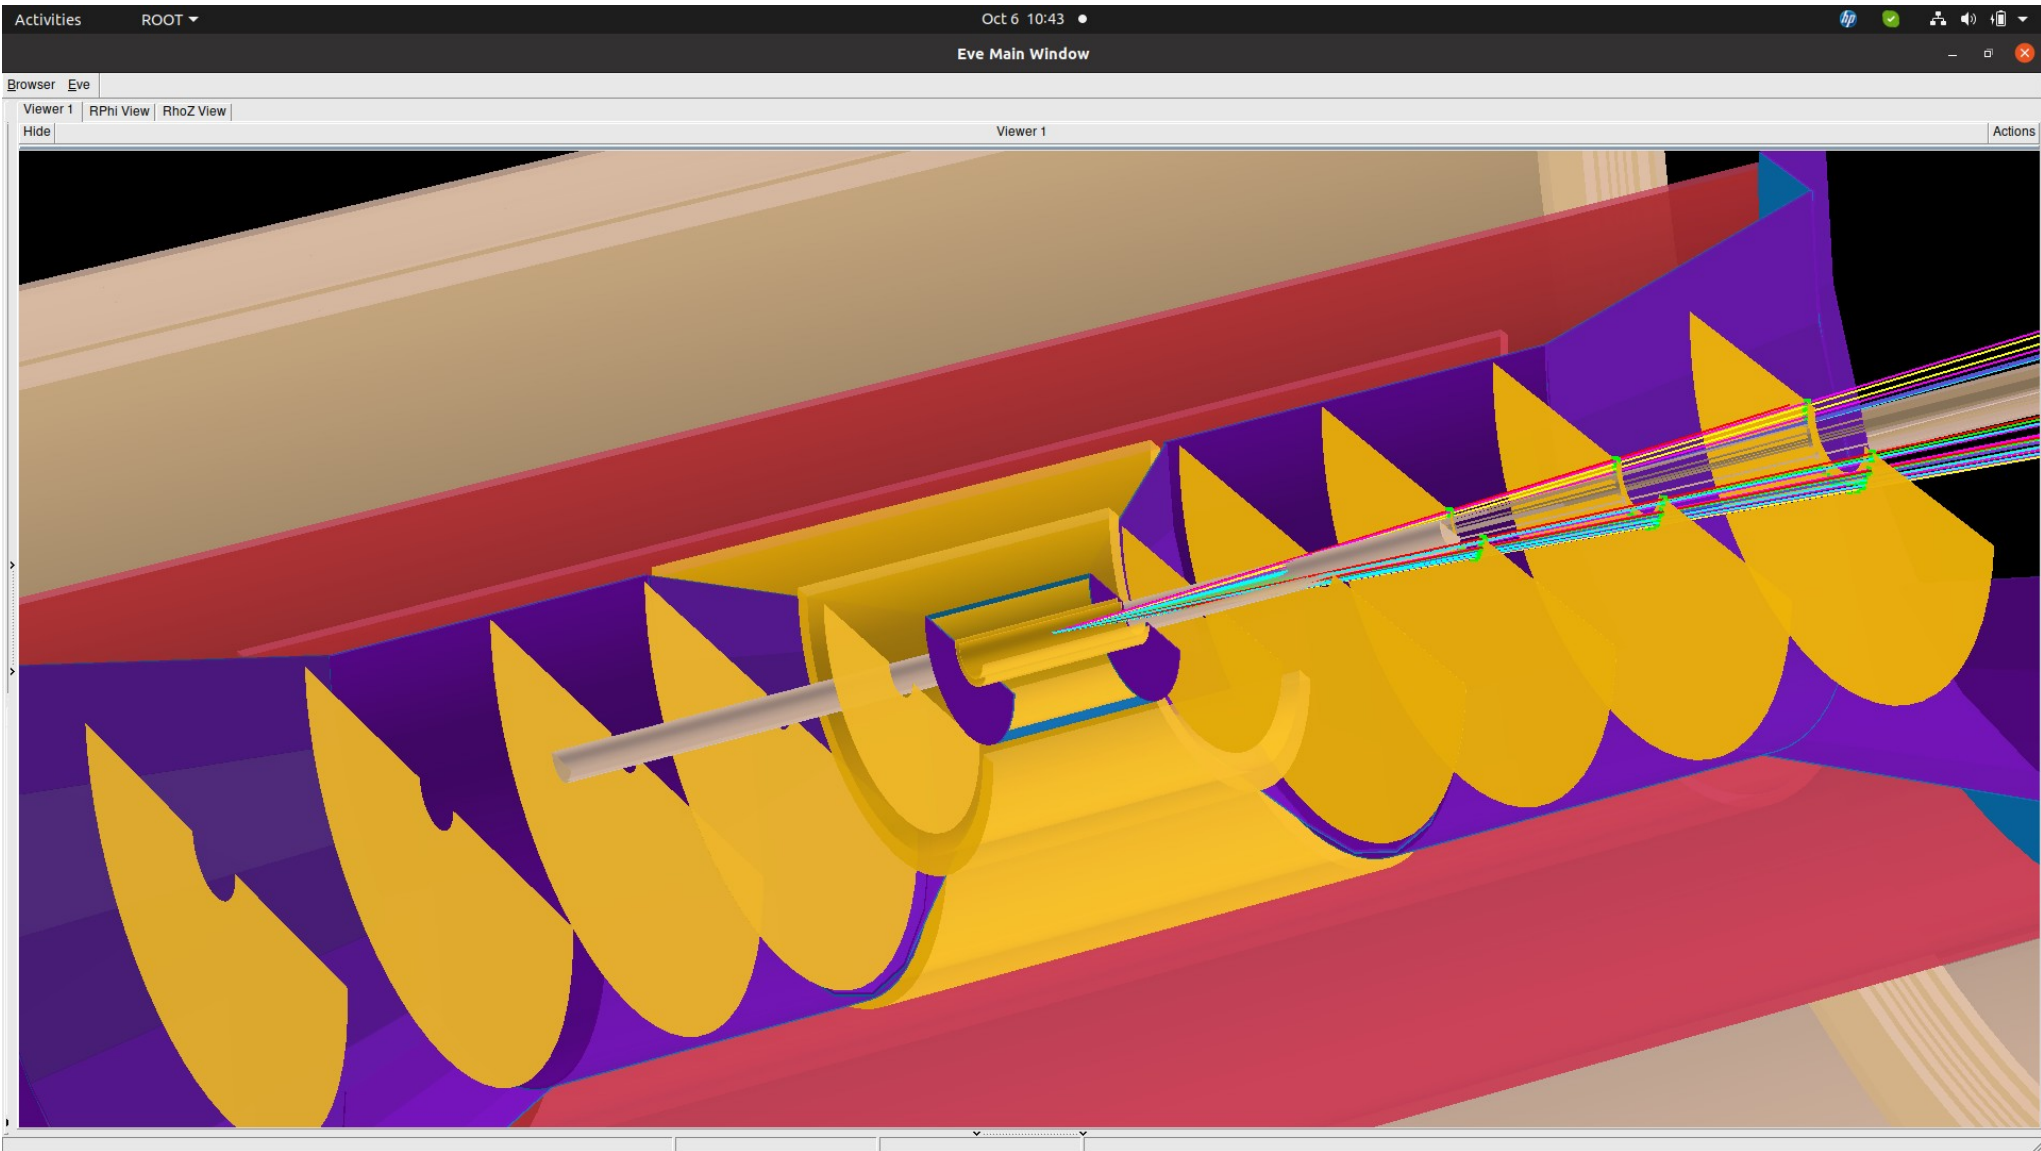 Activities ROOT Oct 6 10:43 hp
Eve Main Window
Browser Eve
Viewer 1 RPhi View RhoZ View
Hide Viewer 1 Actions